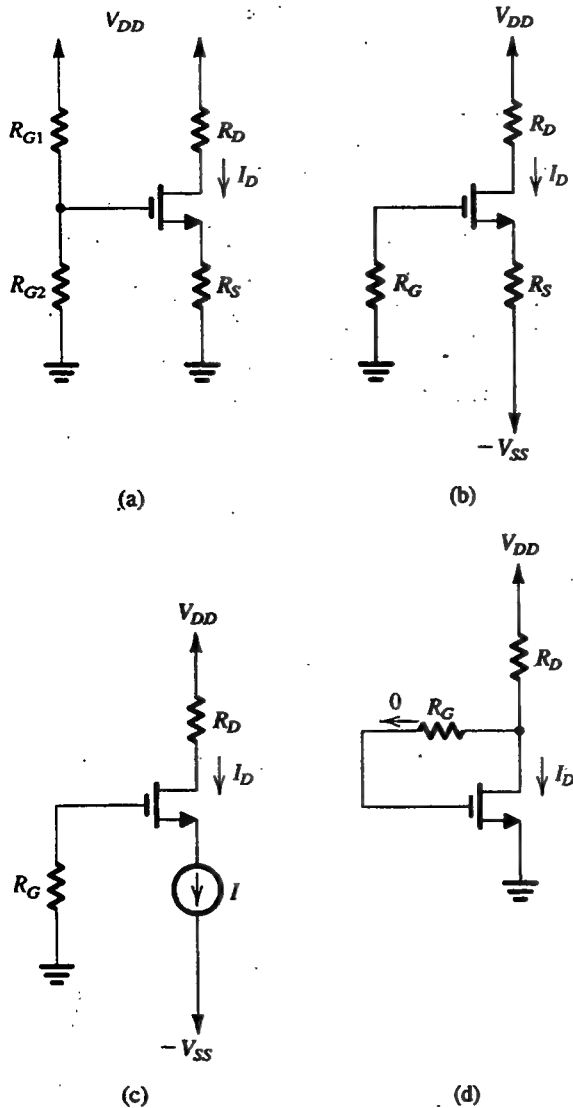 V_DD
R_G1
R_D
I_D
R_G2
R_S
(a)
V_DD
R_D
I_D
R_G
R_S
−V_SS
(b)
V_DD
R_D
I_D
R_G
I
−V_SS
(c)
V_DD
R_D
0
R_G
I_D
(d)